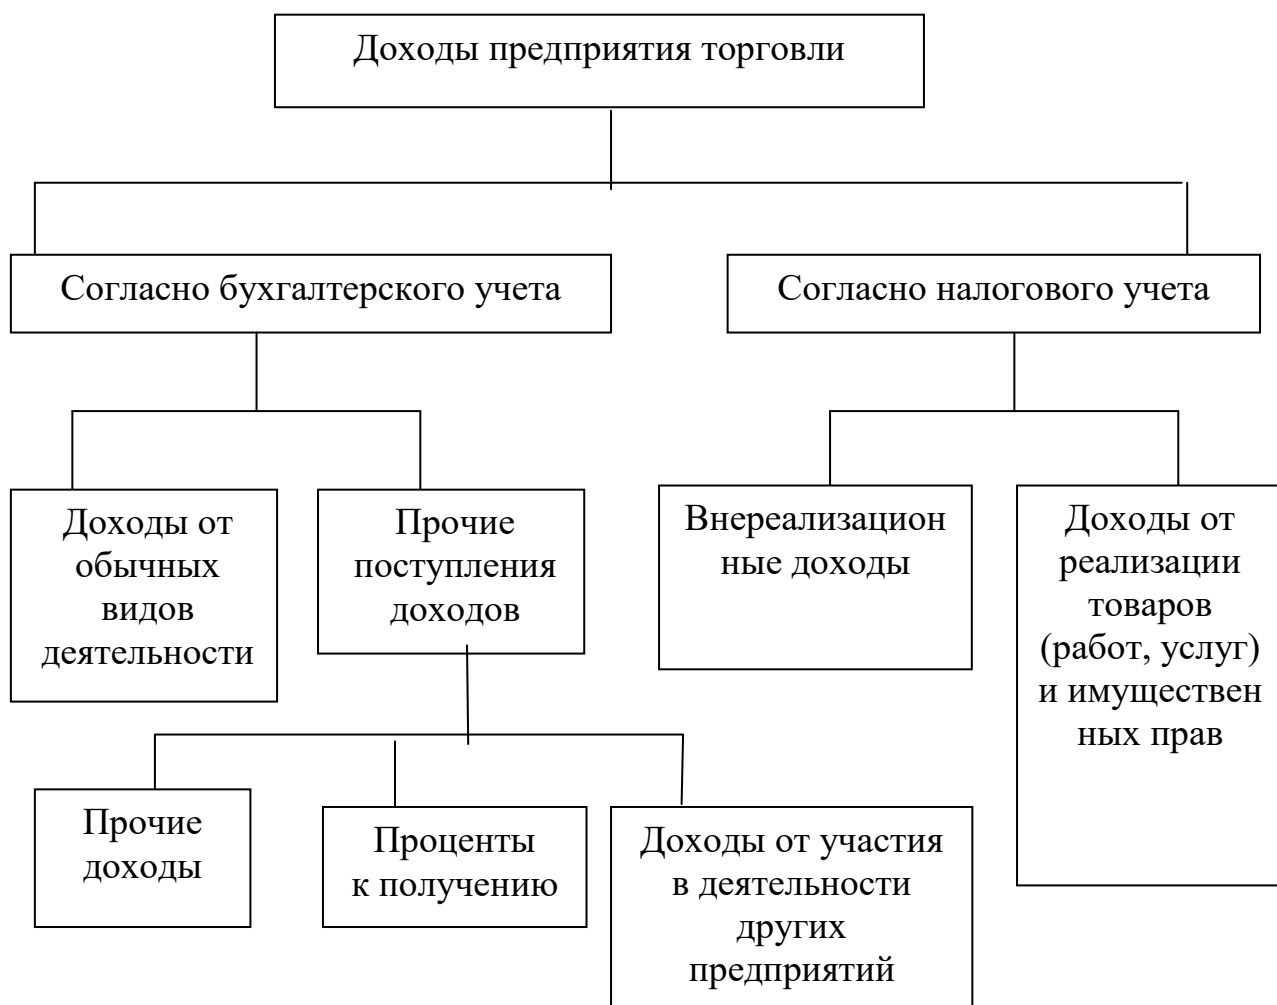 Доходы предприятия торговли
Согласно бухгалтерского учета
Согласно налогового учета
Доходы от
обычных
видов
деятельности
Прочие
поступления
доходов
Внереализацион
ные доходы
Доходы от
реализации
товаров
(работ, услуг)
и имуществен
ных прав
Прочие
доходы
Проценты
к получению
Доходы от участия
в деятельности
других
предприятий